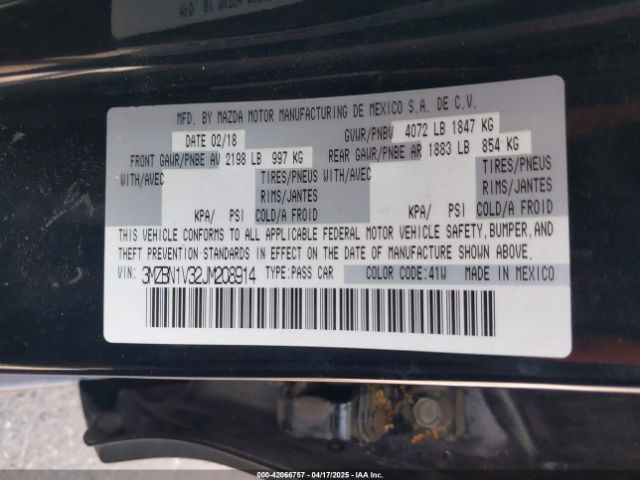 MFD. BY MAZDA MOTOR MANUFACTURING DE MEXICO S.A. DE C.V.
DATE 02/18 GVWR/PNBV 4072 LB 1847 KG
FRONT GAWR/PNBE AV 2198 LB 997 KG REAR GAWR/PNBE AR 1883 LB 854 KG
WITH/AVEC TIRES/PNEUS WITH/AVEC TIRES/PNEUS
RIMS/JANTES RIMS/JANTES
KPA/ PSI COLD/A FROID KPA/ PSI COLD/A FROID
THIS VEHICLE CONFORMS TO ALL APPLICABLE FEDERAL MOTOR VEHICLE SAFETY, BUMPER, AND
THEFT PREVENTION STANDARDS IN EFFECT ON THE DATE OF MANUFACTURE SHOWN ABOVE.
VIN: 3MZBN1V32JM208914 TYPE:PASS CAR COLOR CODE:41W MADE IN MEXICO
000-42066757 - 04/17/2025 - IAA Inc.